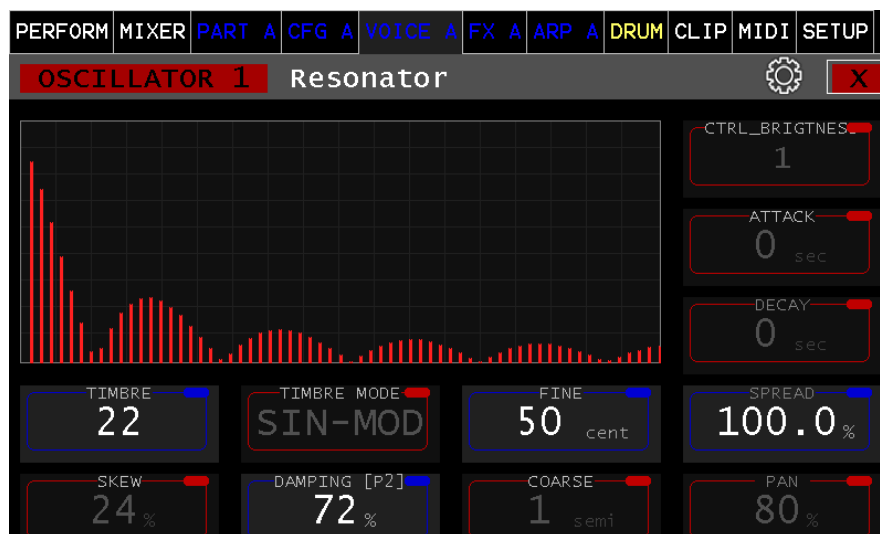 PERFORM MIXER PART A CFG A VOICE A FX A ARP A DRUM CLIP MIDI SETUP
OSCILLATOR 1 Resonator X
CTRL_BRIGTNES
1
ATTACK
0 sec
DECAY
0 sec
TIMBRE TIMBRE MODE FINE SPREAD
22 SIN-MOD 50 cent 100.0 %
SKEW DAMPING [P2] COARSE PAN
24 % 72 % 1 semi 80 %